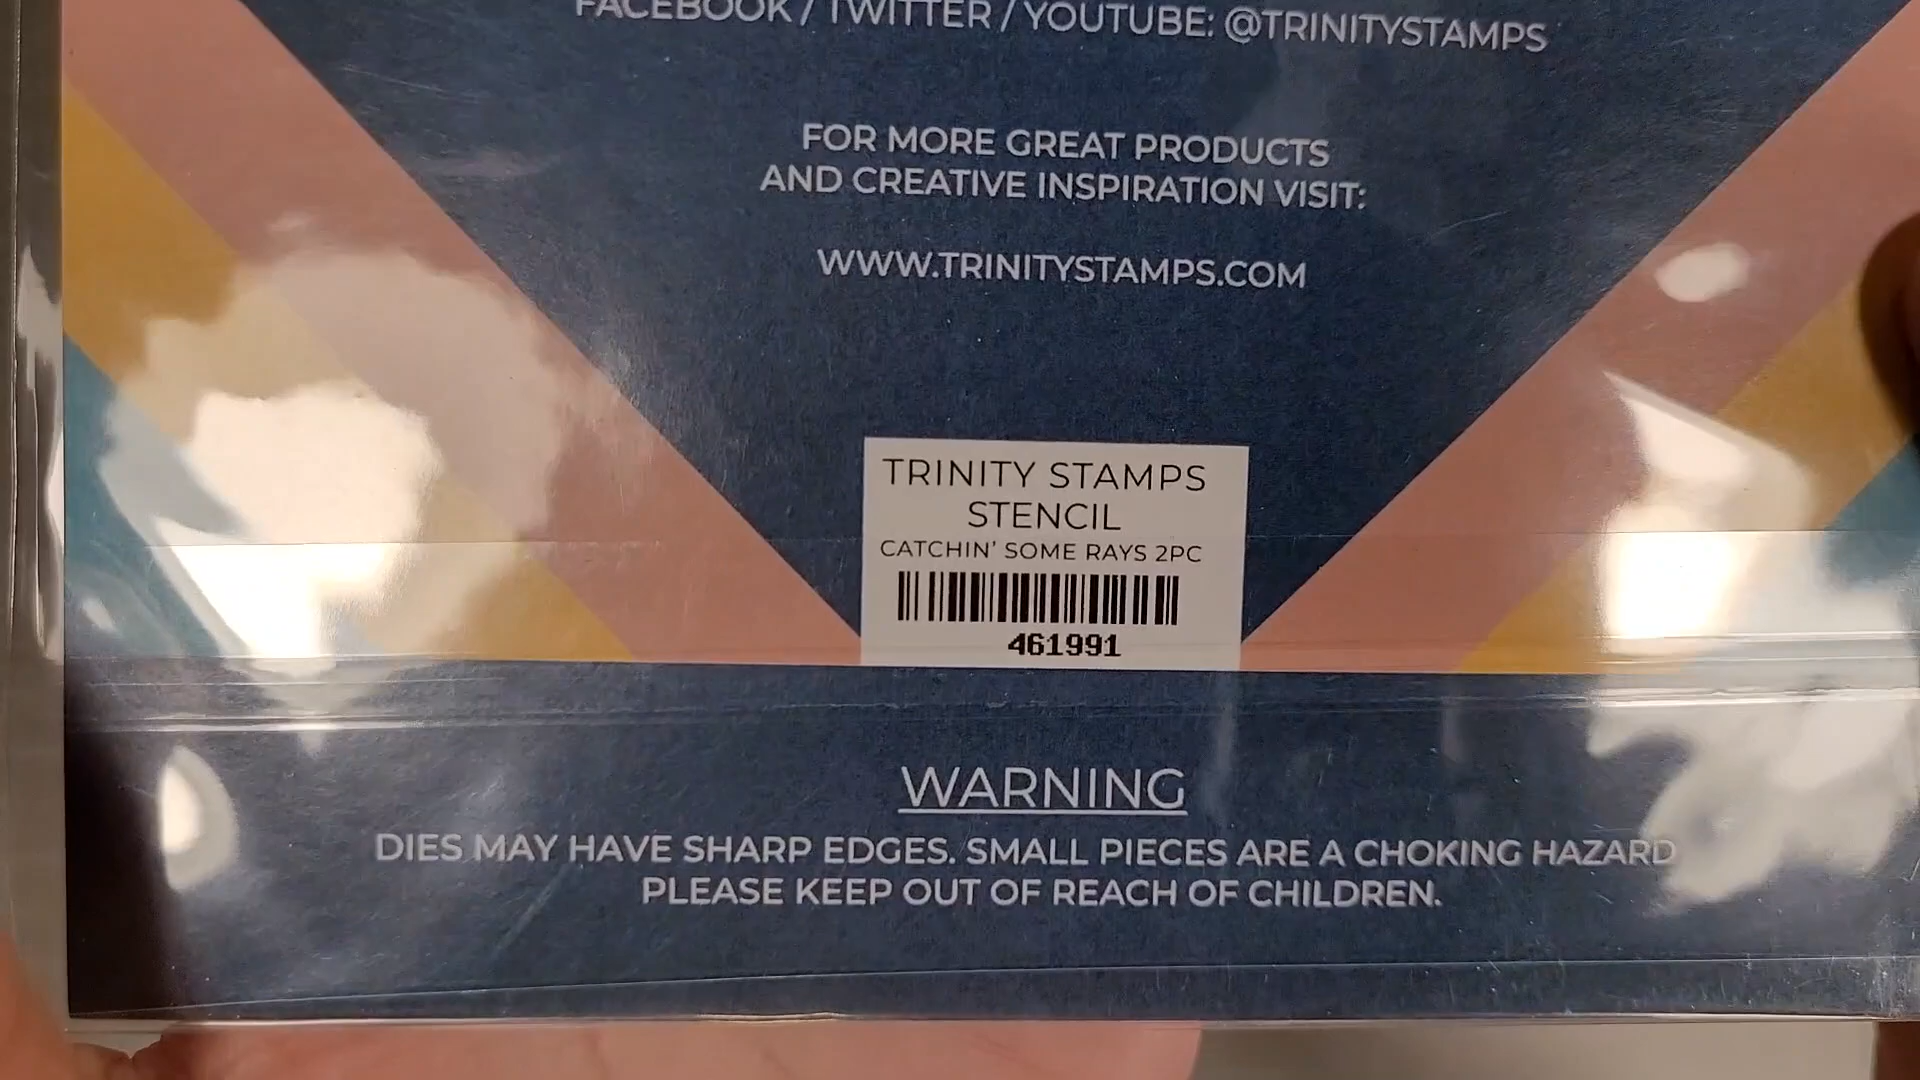 FACEBOOK / TWITTER / YOUTUBE: @TRINITYSTAMPS
FOR MORE GREAT PRODUCTS
AND CREATIVE INSPIRATION VISIT:
WWW.TRINITYSTAMPS.COM
TRINITY STAMPS
STENCIL
CATCHIN' SOME RAYS 2PC
461991
WARNING
DIES MAY HAVE SHARP EDGES. SMALL PIECES ARE A CHOKING HAZARD
PLEASE KEEP OUT OF REACH OF CHILDREN.